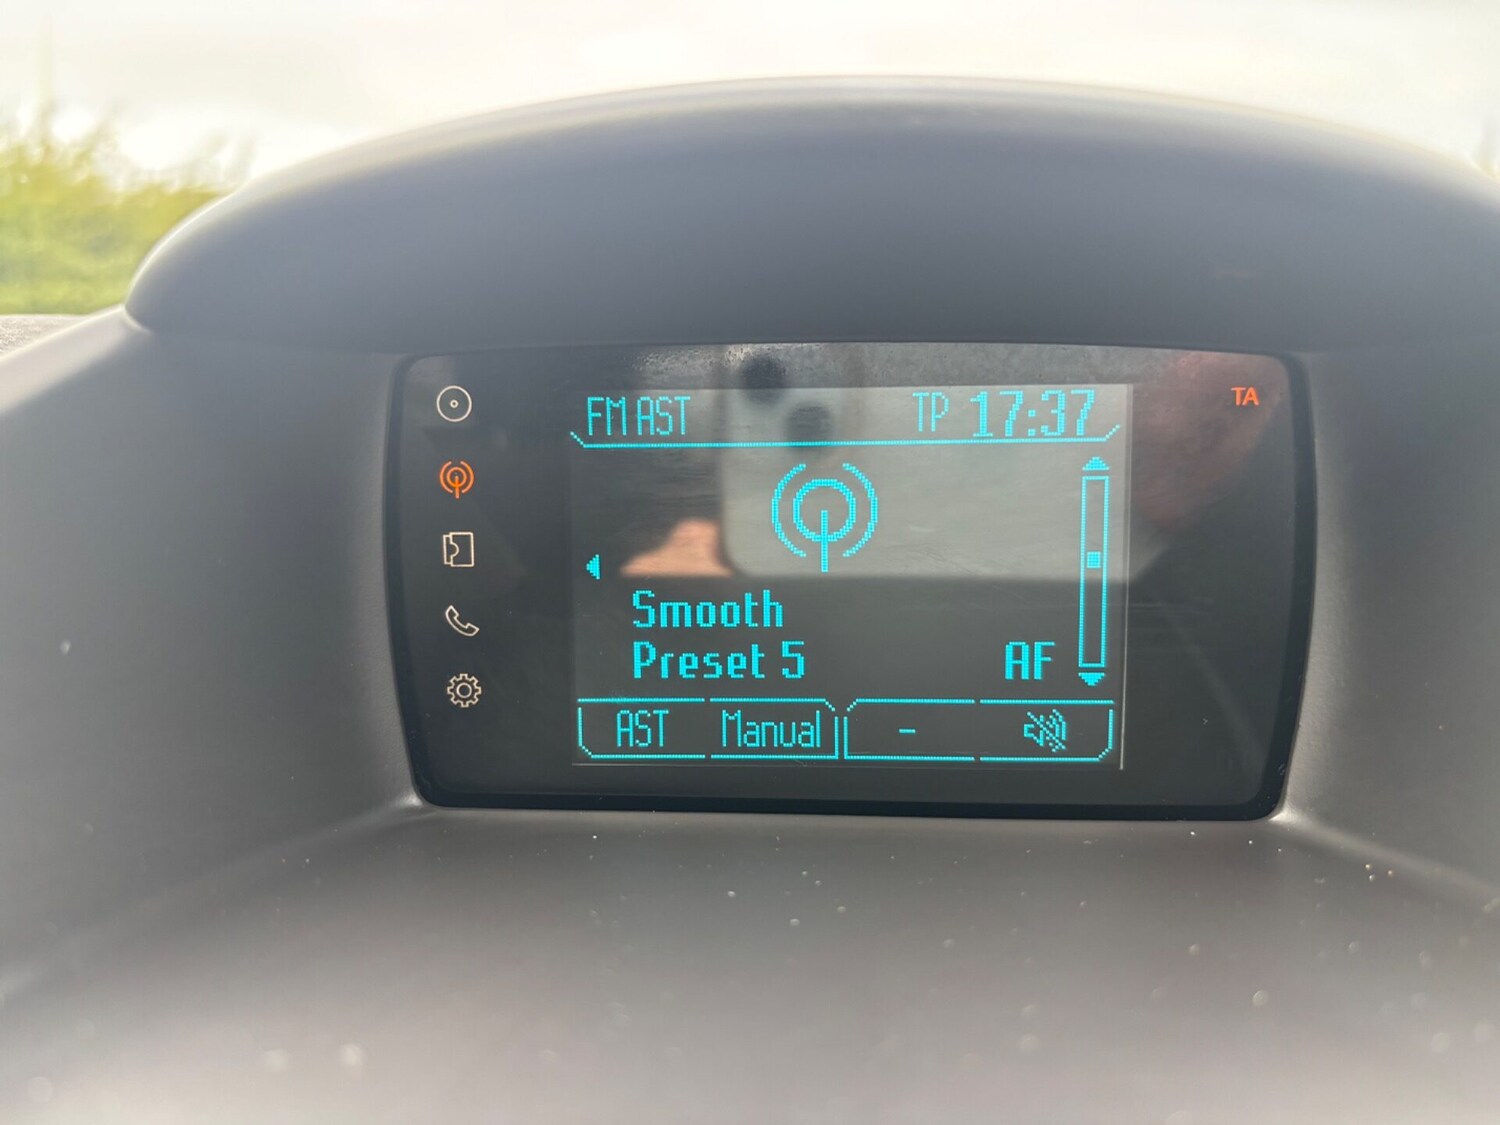 FM AST TP 17:37 TA
Smooth
Preset 5 AF
AST Manual -